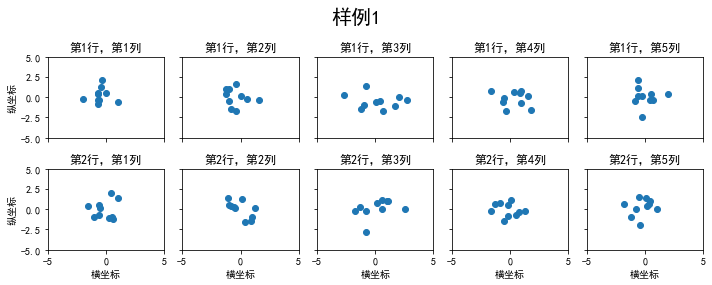 样例1
第1行，第1列 第1行，第2列 第1行，第3列 第1行，第4列 第1行，第5列
5.0
2.5
0.0
−2.5
−5.0
纵坐标
第2行，第1列 第2行，第2列 第2行，第3列 第2行，第4列 第2行，第5列
5.0
2.5
0.0
−2.5
−5.0
纵坐标
−5 0 5 −5 0 5 −5 0 5 −5 0 5 −5 0 5
横坐标 横坐标 横坐标 横坐标 横坐标